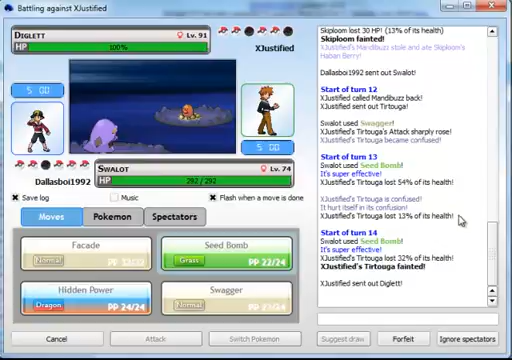 Battling against XJustified
DIGLETT
Lv. 91
HP
100%
XJustified
5:00
5:00
SWALOT
Lv. 74
HP
292 / 292
Dallasboi1992
Save log
Music
Flash when a move is done
Moves
Pokemon
Spectators
Facade
Normal
PP 32/32
Seed Bomb
Grass
PP 22/24
Hidden Power
Dragon
PP 24/24
Swagger
Normal
Cancel
Attack
Switch Pokemon
Skiploom lost 30 HP! (13% of its health)
Skiploom fainted!
XJustified's Mandibuzz stole and ate Skiploom's
Haban Berry!
Dallasboi1992 sent out Swalot!
Start of turn 12
XJustified called Mandibuzz back!
XJustified sent out Tirtouga!
Swalot used Swagger!
XJustified's Tirtouga's Attack sharply rose!
XJustified's Tirtouga became confused!
Start of turn 13
Swalot used Seed Bomb!
It's super effective!
XJustified's Tirtouga lost 54% of its health!
XJustified's Tirtouga is confused!
It hurt itself in its confusion!
XJustified's Tirtouga lost 13% of its health!
Start of turn 14
Swalot used Seed Bomb!
It's super effective!
XJustified's Tirtouga lost 32% of its health!
XJustified's Tirtouga fainted!
XJustified sent out Diglett!
Suggest draw
Forfeit
Ignore spectators